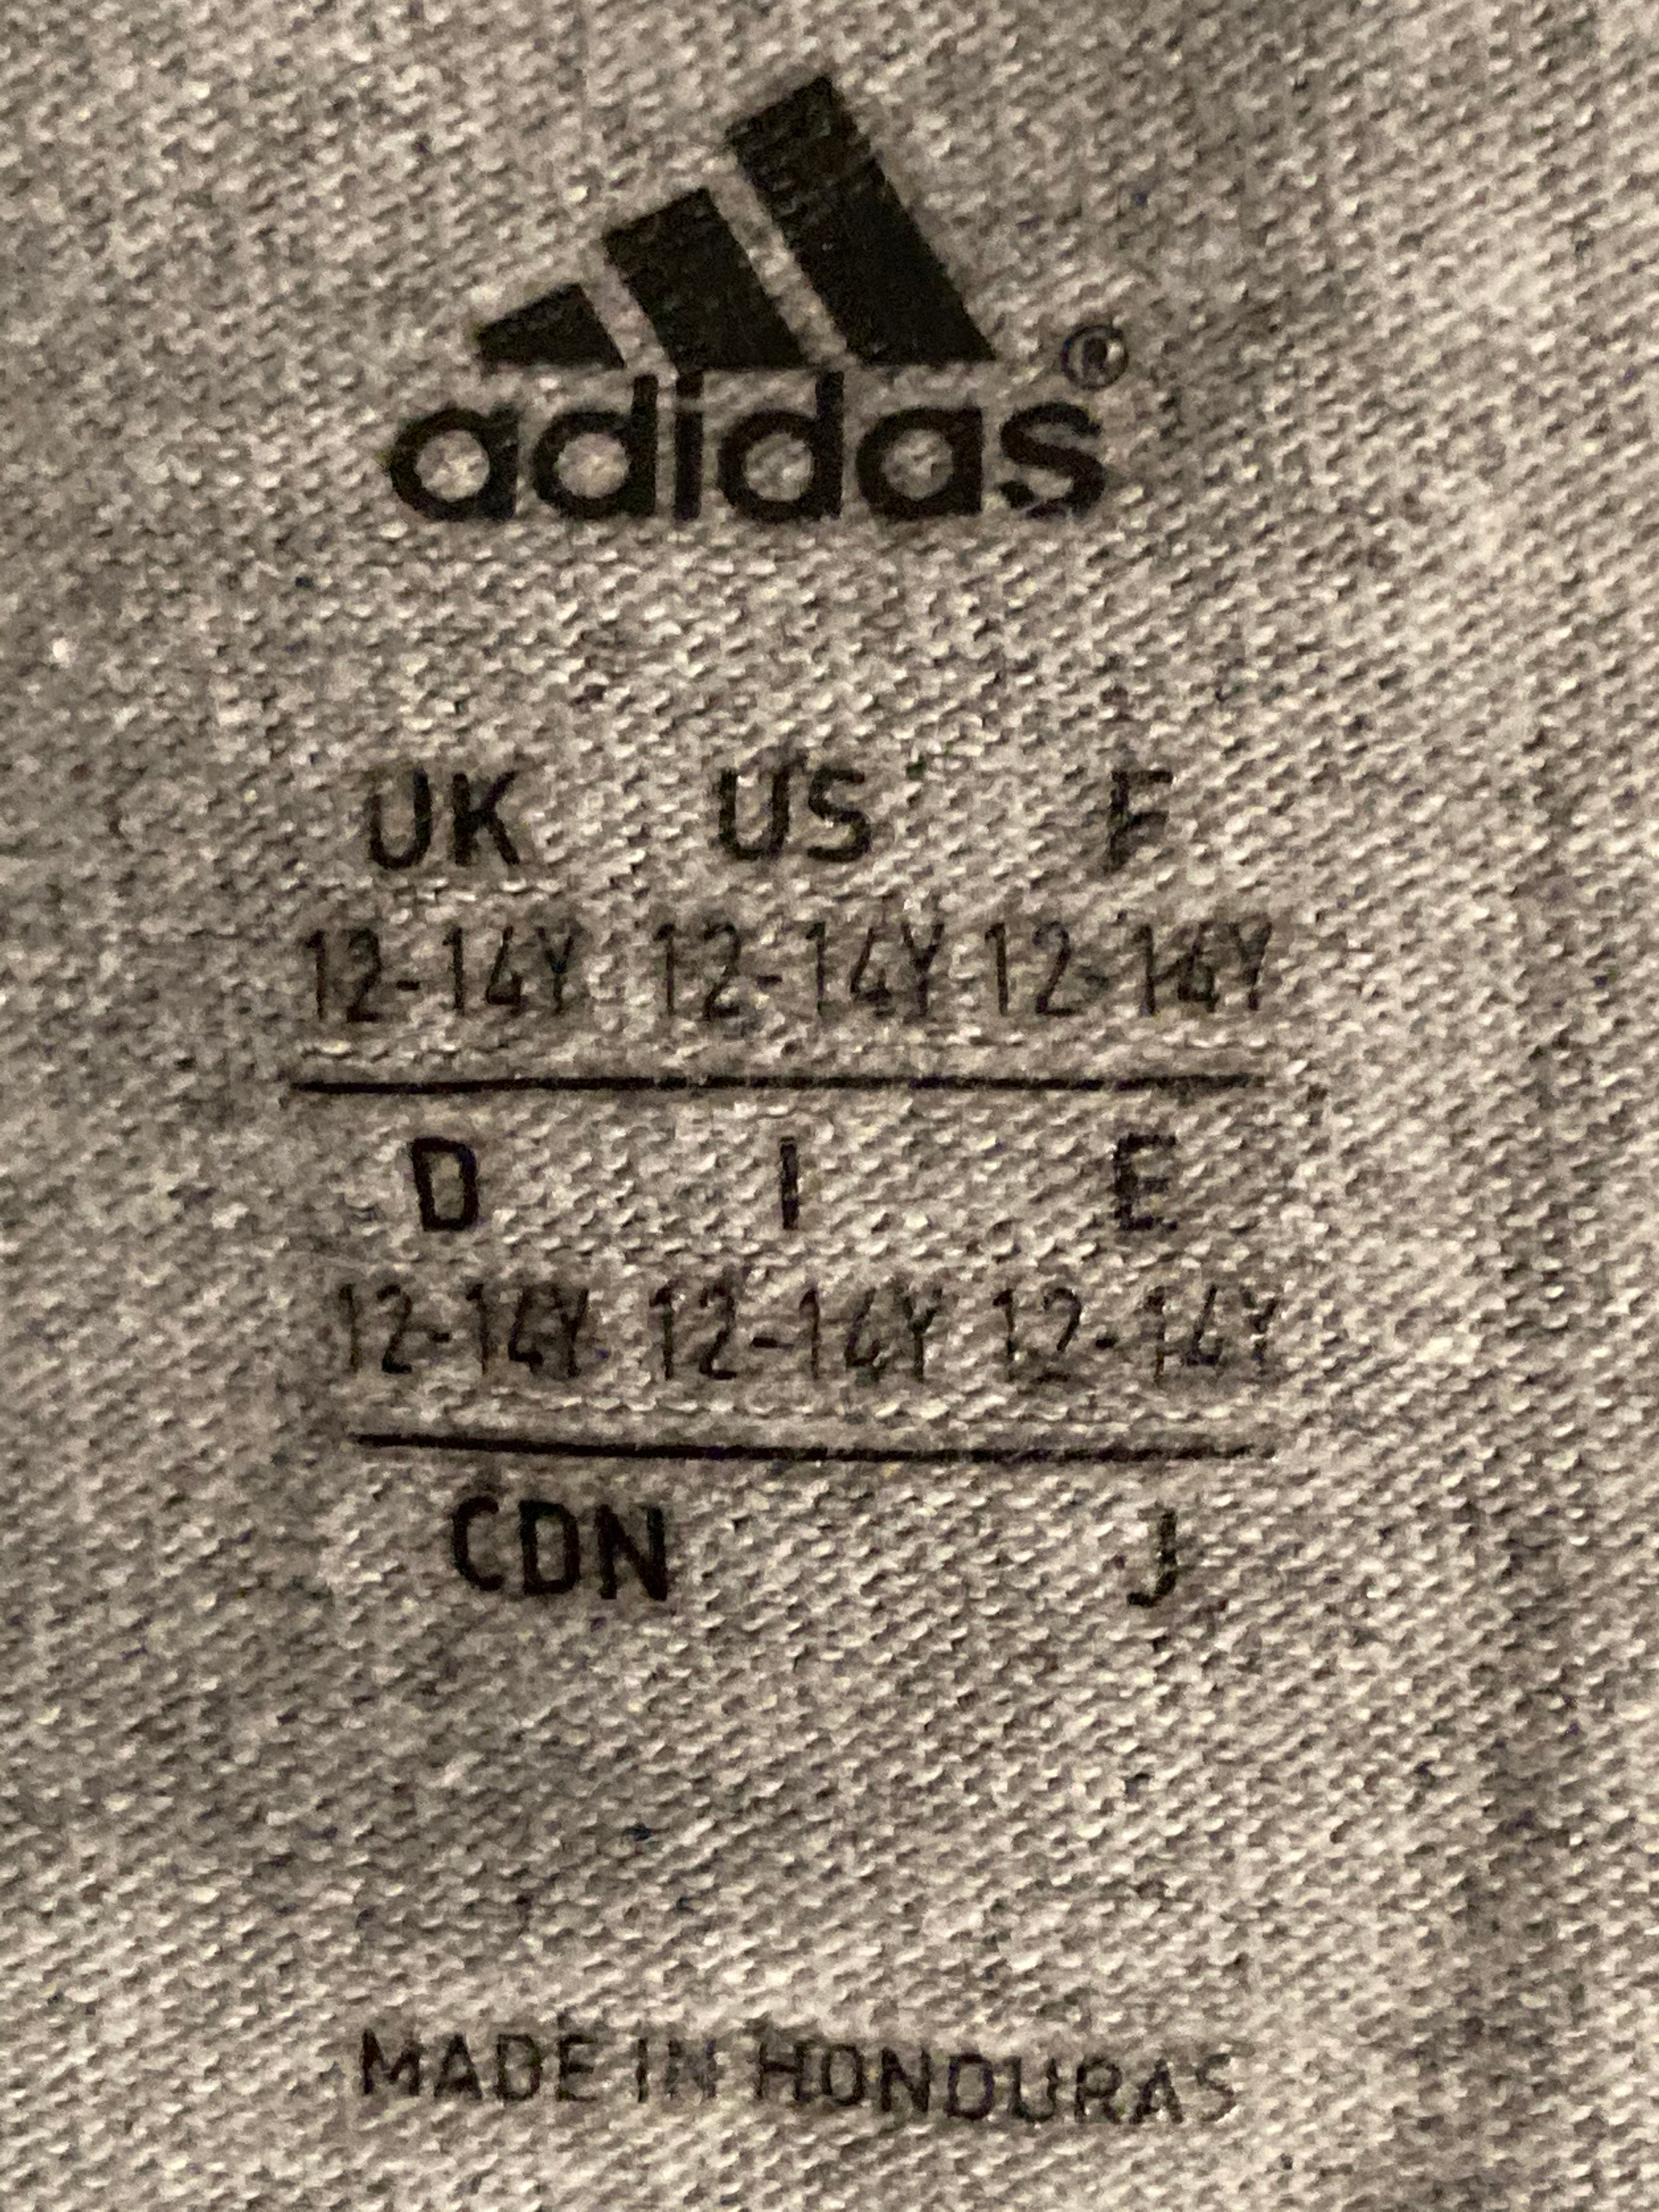 adidas®
UK US F
12-14Y 12-14Y 12-14Y
D I E
12-14Y 12-14Y 12-14Y
CDN J
MADE IN HONDURAS